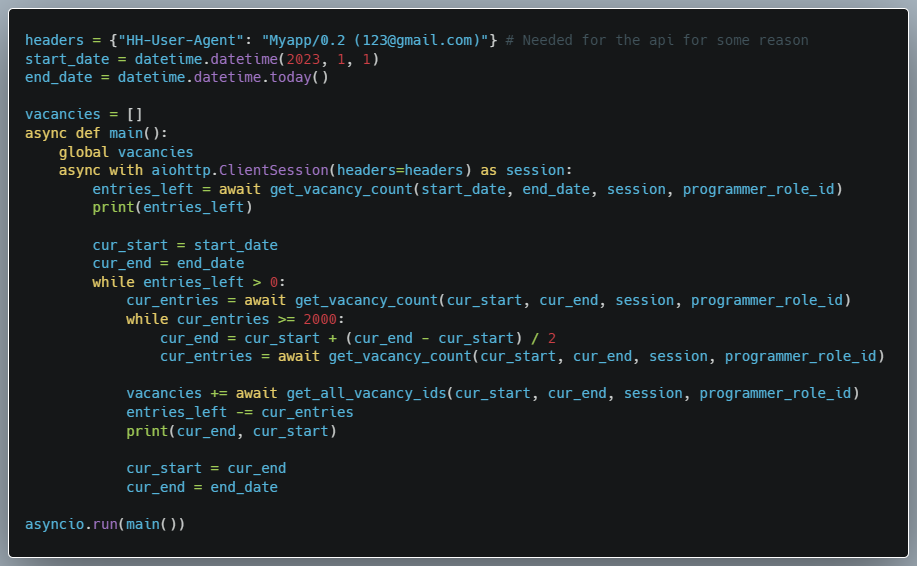 headers = {"HH-User-Agent": "Myapp/0.2 (123@gmail.com)"} # Needed for the api for some reason
start_date = datetime.datetime(2023, 1, 1)
end_date = datetime.datetime.today()

vacancies = []
async def main():
    global vacancies
    async with aiohttp.ClientSession(headers=headers) as session:
        entries_left = await get_vacancy_count(start_date, end_date, session, programmer_role_id)
        print(entries_left)

        cur_start = start_date
        cur_end = end_date
        while entries_left > 0:
            cur_entries = await get_vacancy_count(cur_start, cur_end, session, programmer_role_id)
            while cur_entries >= 2000:
                cur_end = cur_start + (cur_end - cur_start) / 2
                cur_entries = await get_vacancy_count(cur_start, cur_end, session, programmer_role_id)

            vacancies += await get_all_vacancy_ids(cur_start, cur_end, session, programmer_role_id)
            entries_left -= cur_entries
            print(cur_end, cur_start)

            cur_start = cur_end
            cur_end = end_date

asyncio.run(main())